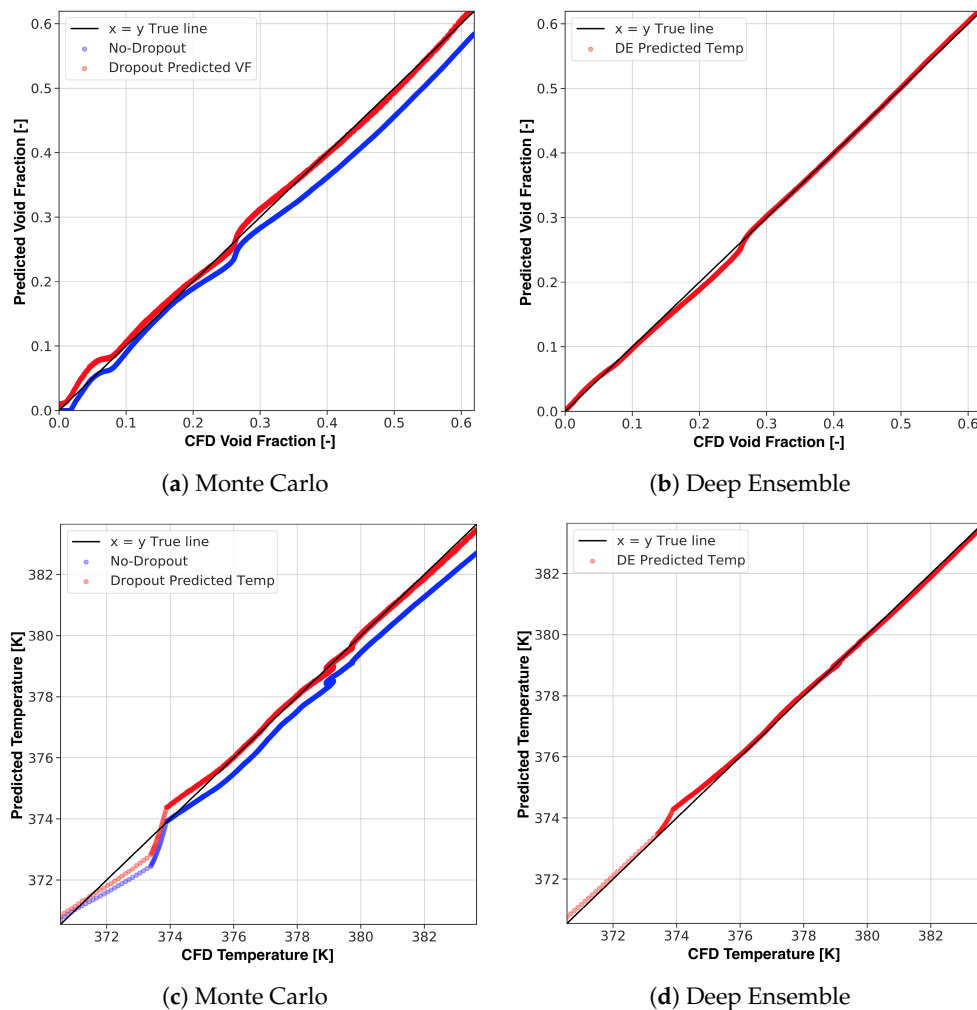 x = y True line
No-Dropout
Dropout Predicted VF
Predicted Void Fraction [-]
0.6
0.5
0.4
0.3
0.2
0.1
0.0
0.0 0.1 0.2 0.3 0.4 0.5 0.6
CFD Void Fraction [-]
(a) Monte Carlo
x = y True line
DE Predicted Temp
Predicted Void Fraction [-]
0.6
0.5
0.4
0.3
0.2
0.1
0.0
0.0 0.1 0.2 0.3 0.4 0.5 0.6
CFD Void Fraction [-]
(b) Deep Ensemble
x = y True line
No-Dropout
Dropout Predicted Temp
Predicted Temperature [K]
382
380
378
376
374
372
372 374 376 378 380 382
CFD Temperature [K]
(c) Monte Carlo
x = y True line
DE Predicted Temp
Predicted Temperature [K]
382
380
378
376
374
372
372 374 376 378 380 382
CFD Temperature [K]
(d) Deep Ensemble